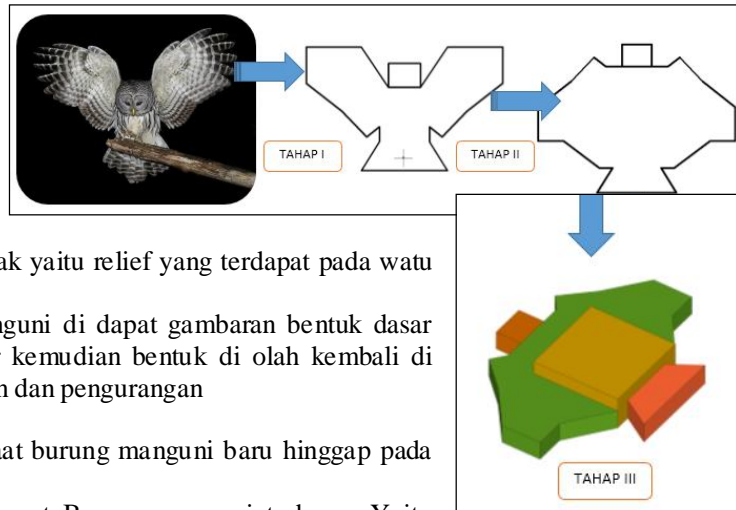 TAHAP I
TAHAP II
ak yaitu relief yang terdapat pada watu
nguni di dapat gambaran bentuk dasar
kemudian bentuk di olah kembali di
n dan pengurangan
at burung manguni baru hinggap pada
TAHAP III